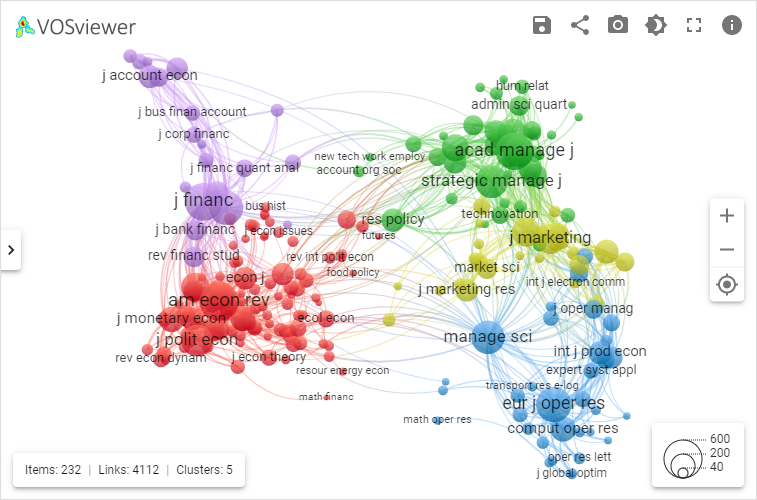 VOSviewer
j account econ
hum relat
admin sci quart
j bus finan account
j corp financ
acad manage j
new tech work employ
j financ quant anal
account org soc
strategic manage j
j financ
bus hist
res policy
technovation
j bank financ
j econ issues
futures
j marketing
rev financ stud
rev int polit econ
market sci
food policy
econ j
int j electron comm
j marketing res
am econ rev
j oper manag
j monetary econ
ecol econ
manage sci
j polit econ
int j prod econ
rev econ dynam
j econ theory
resour energy econ
expert syst appl
transport res e-log
math financ
eur j oper res
math oper res
comput oper res
oper res lett
j global optim
600
200
40
Items: 232 | Links: 4112 | Clusters: 5